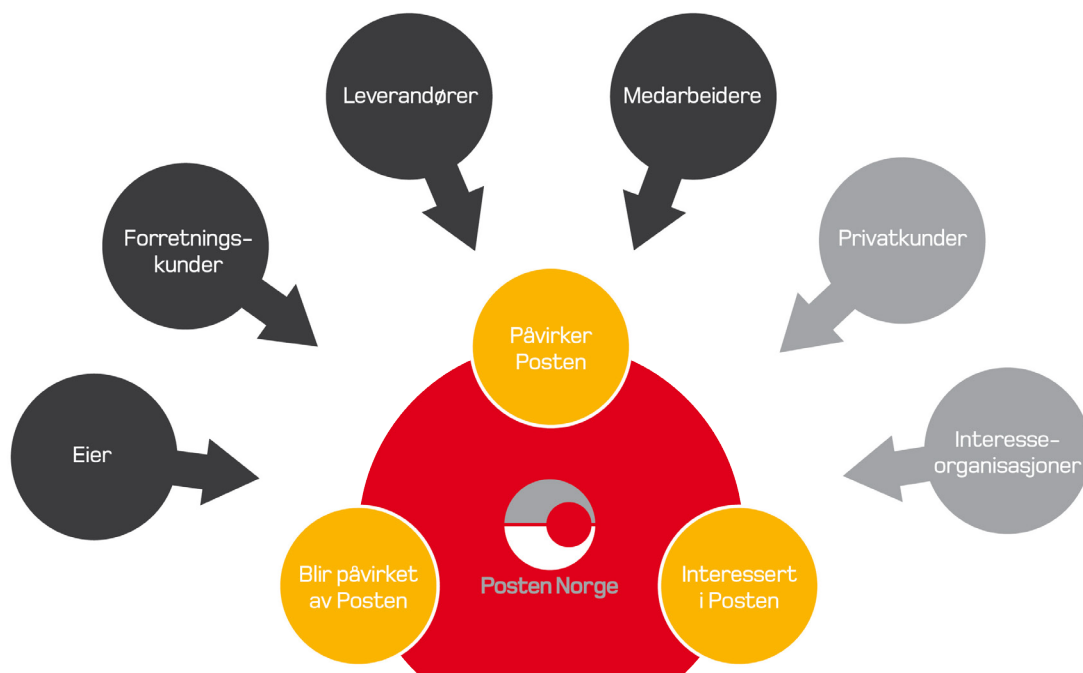 Leverandører
Medarbeidere
Forretnings-
kunder
Privatkunder
Påvirker
Posten
Eier
Interesse-
organisasjoner
Blir påvirket
av Posten
Posten Norge
Interessert
i Posten